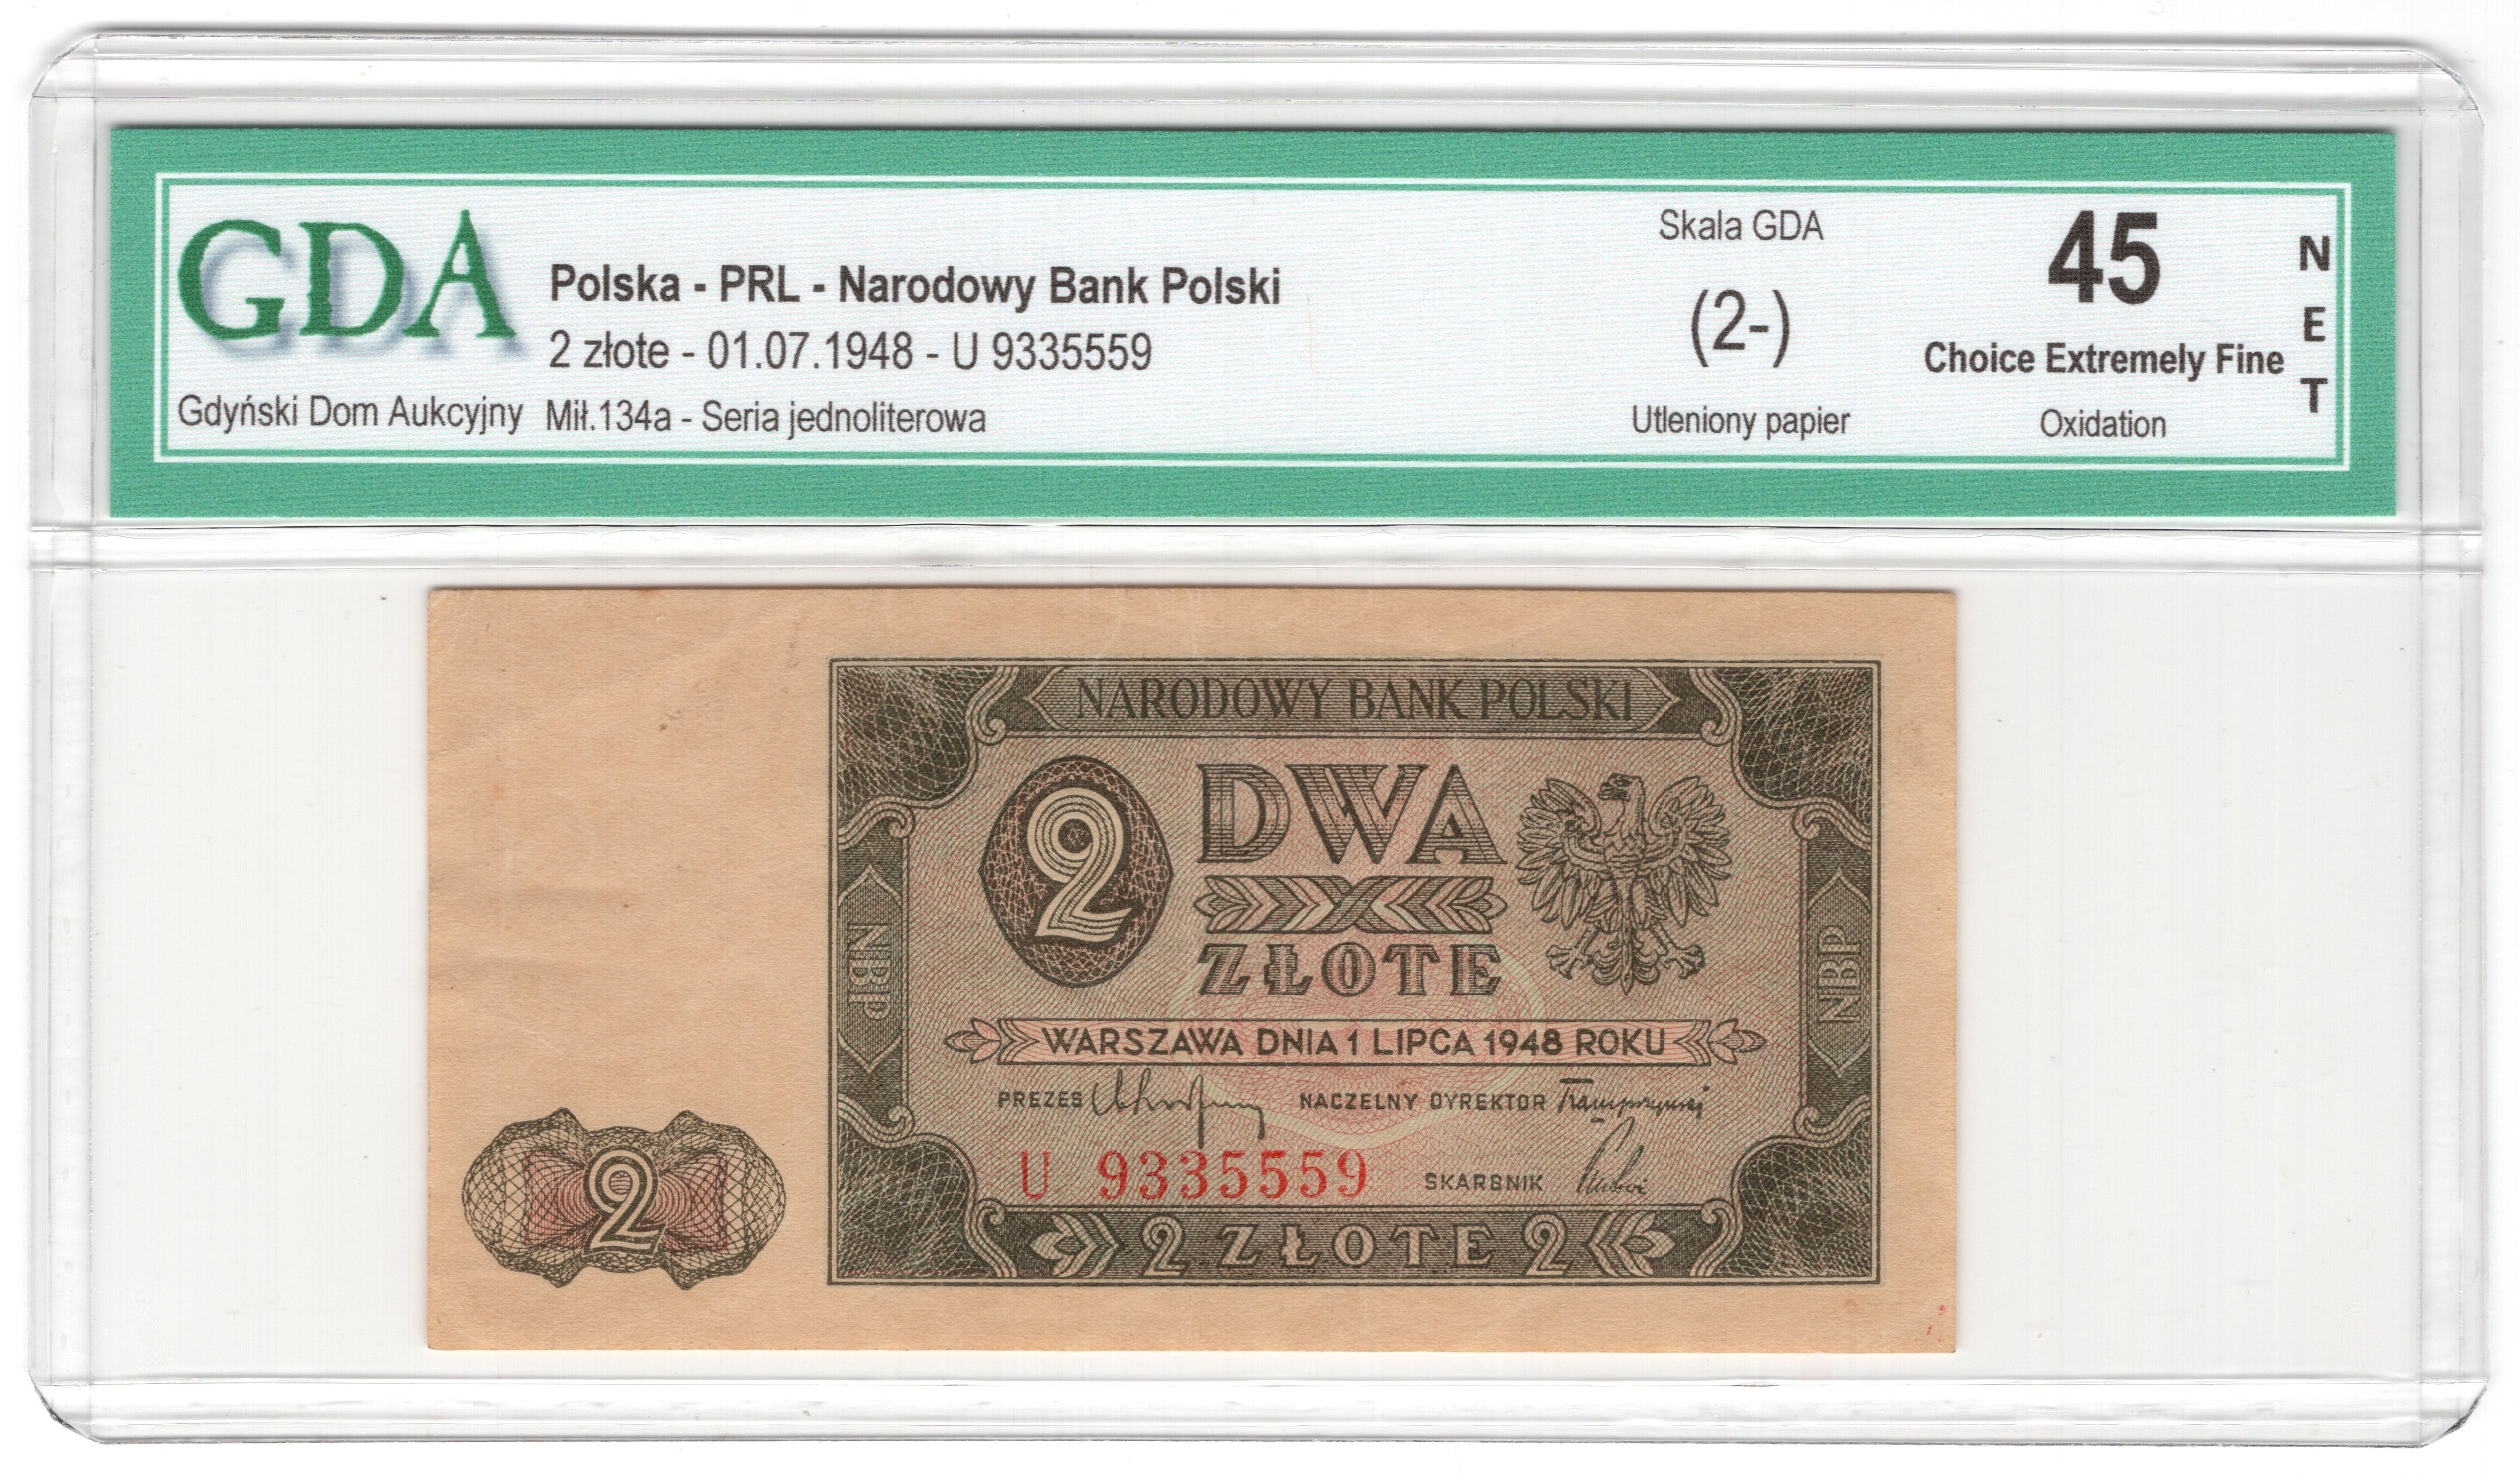 GDA
Gdyński Dom Aukcyjny
Polska - PRL - Narodowy Bank Polski
2 złote - 01.07.1948 - U 9335559
Mił.134a - Seria jednoliterowa
Skala GDA
(2-)
Utleniony papier
45
Choice Extremely Fine
Oxidation
NET
NARODOWY BANK POLSKI
2 DWA
ZŁOTE
NBP
NBP
WARSZAWA DNIA 1 LIPCA 1948 ROKU
PREZES NACZELNY DYREKTOR
U 9335559 SKARBNIK
2
2 ZŁOTE 2